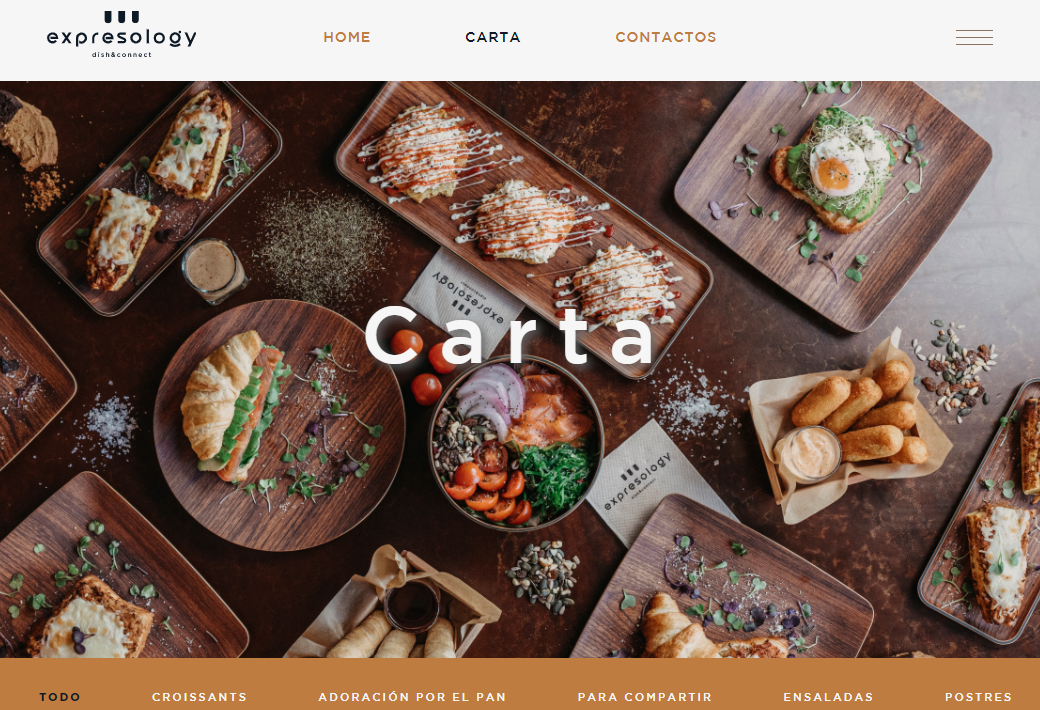 expresology
dish&connect
HOME
CARTA
CONTACTOS
expresology
Carta
expresology
TODO
CROISSANTS
ADORACIÓN POR EL PAN
PARA COMPARTIR
ENSALADAS
POSTRES